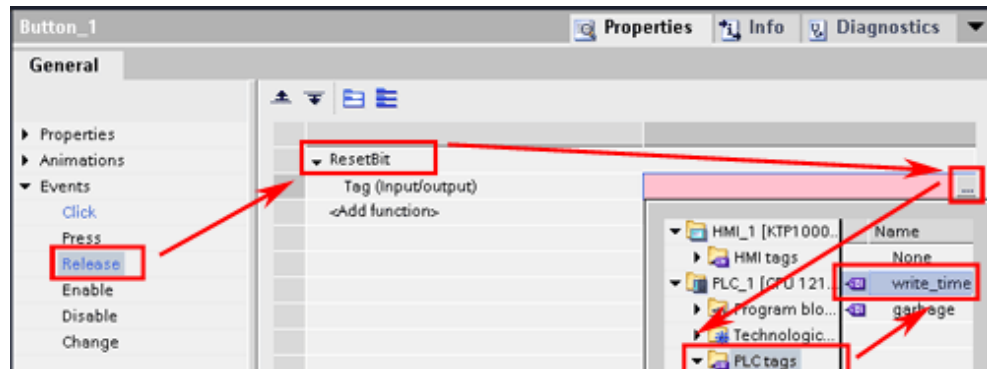 Button_1 Properties Info Diagnostics
General
Properties
Animations ResetBit
Events Tag (Input/output) ...
Click <Add function>
Press HMI_1 [KTP1000.. Name
Release HMI tags None
Enable PLC_1 [CPU 121.. write_time
Disable Program blo... garbage
Change Technologic...
PLC tags